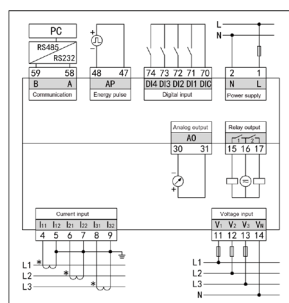 PC
RS485
RS232
59 58
B A
Communication
+
-
48 47
AP
Energy pulse
74 73 72 71 70
DI4 DI3 DI2 DI1 DIC
Digital input
L
N
2 1
N L
Power supply
Analog output
AO
30 31
+
-
Relay output
1 2
15 16 17
Current input
I11 I12 I21 I22 I31 I32
4 5 6 7 8 9
L1
L2
L3
*
*
*
Voltage input
V1 V2 V3 VN
11 12 13 14
L1
L2
L3
N